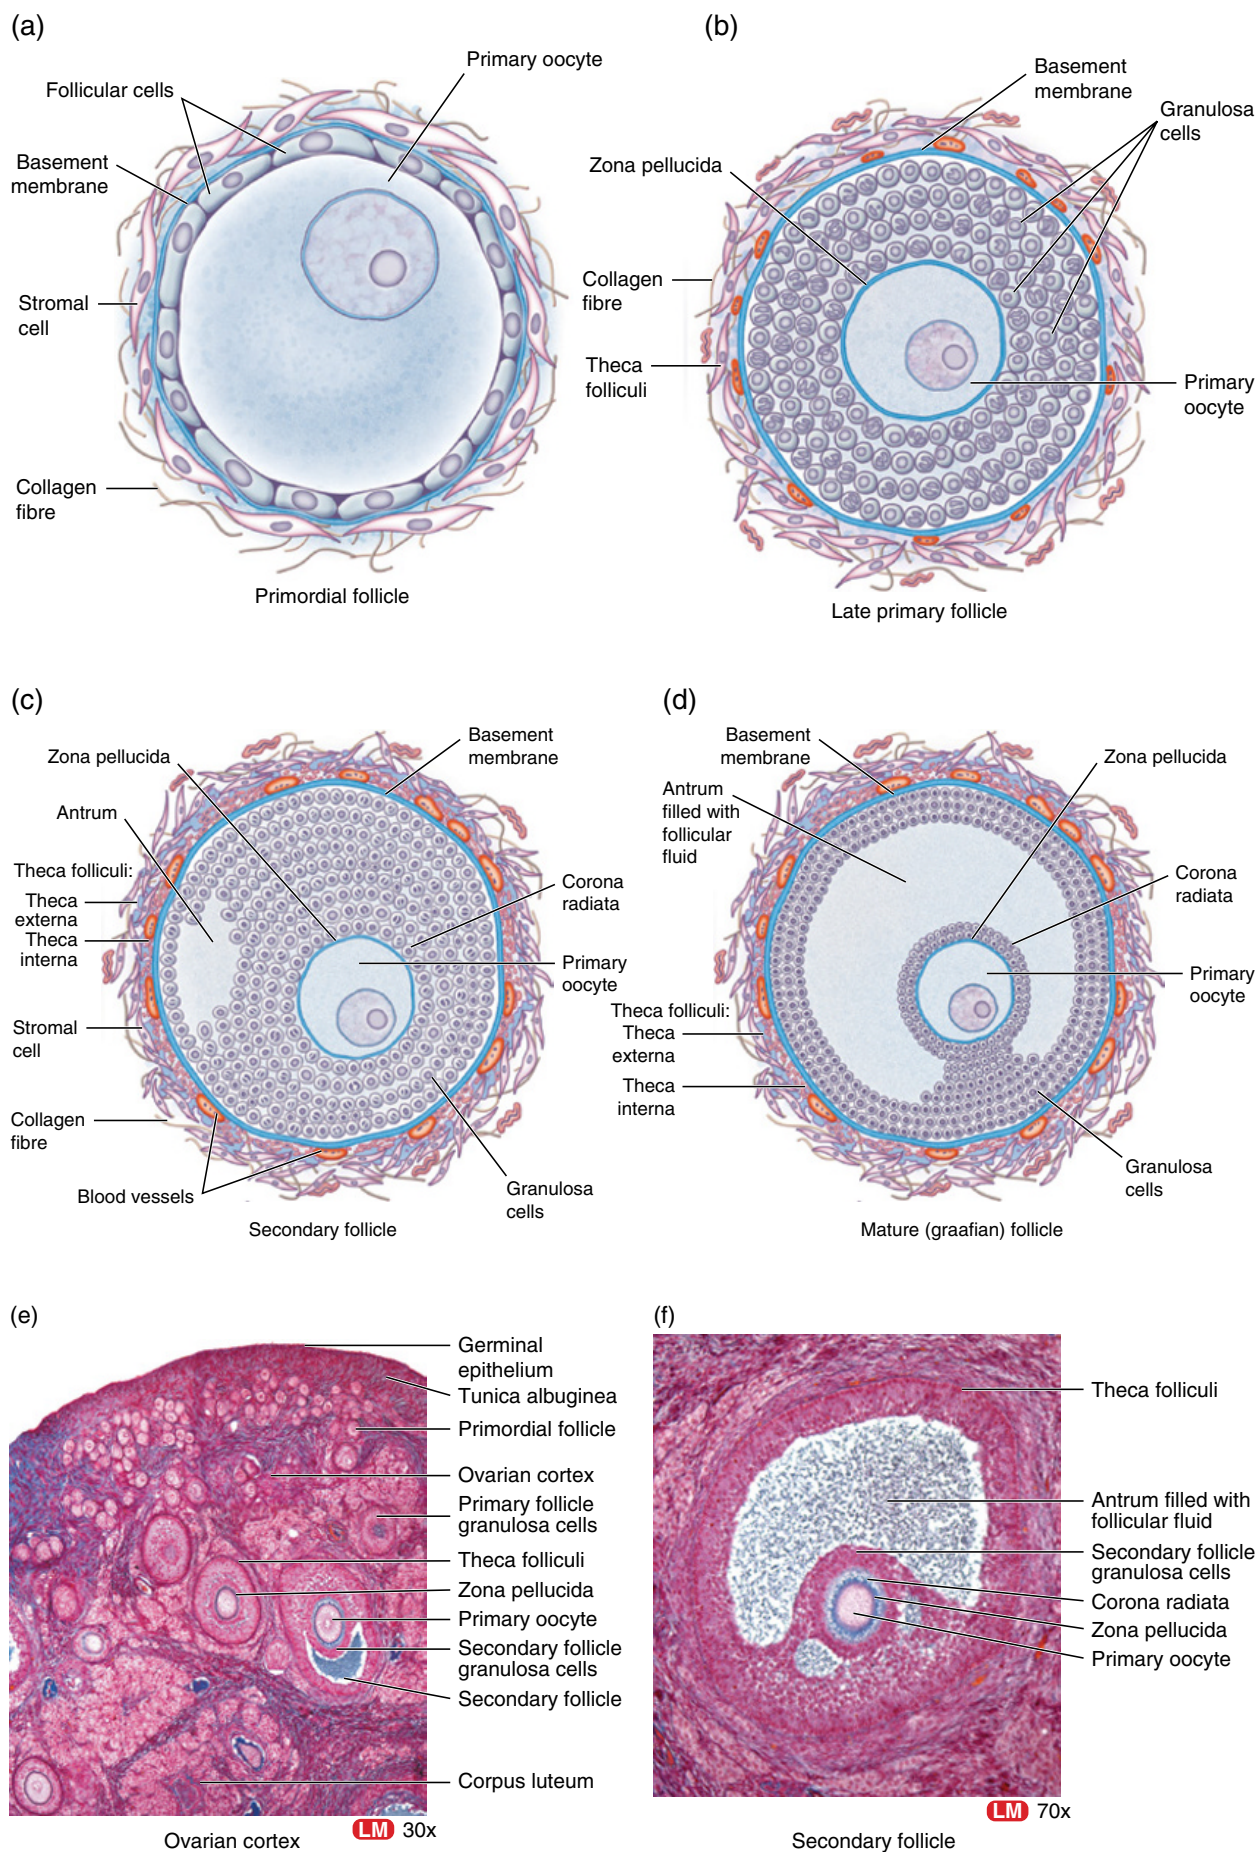 (a)
Primary oocyte
Follicular cells
Basement
membrane
Stromal
cell
Collagen
fibre
Primordial follicle
(b)
Basement
membrane
Granulosa
cells
Zona pellucida
Collagen
fibre
Theca
folliculi
Primary
oocyte
Late primary follicle
(c)
Zona pellucida
Basement
membrane
Antrum
Theca folliculi:
Theca
externa
Theca
interna
Corona
radiata
Primary
oocyte
Stromal
cell
Collagen
fibre
Blood vessels
Granulosa
cells
Secondary follicle
(d)
Basement
membrane
Zona pellucida
Antrum
filled with
follicular
fluid
Corona
radiata
Primary
oocyte
Theca folliculi:
Theca
externa
Theca
interna
Granulosa
cells
Mature (graafian) follicle
(e)
Germinal
epithelium
Tunica albuginea
Primordial follicle
Ovarian cortex
Primary follicle
granulosa cells
Theca folliculi
Zona pellucida
Primary oocyte
Secondary follicle
granulosa cells
Secondary follicle
Corpus luteum
LM 30x
Ovarian cortex
(f)
Theca folliculi
Antrum filled with
follicular fluid
Secondary follicle
granulosa cells
Corona radiata
Zona pellucida
Primary oocyte
LM 70x
Secondary follicle